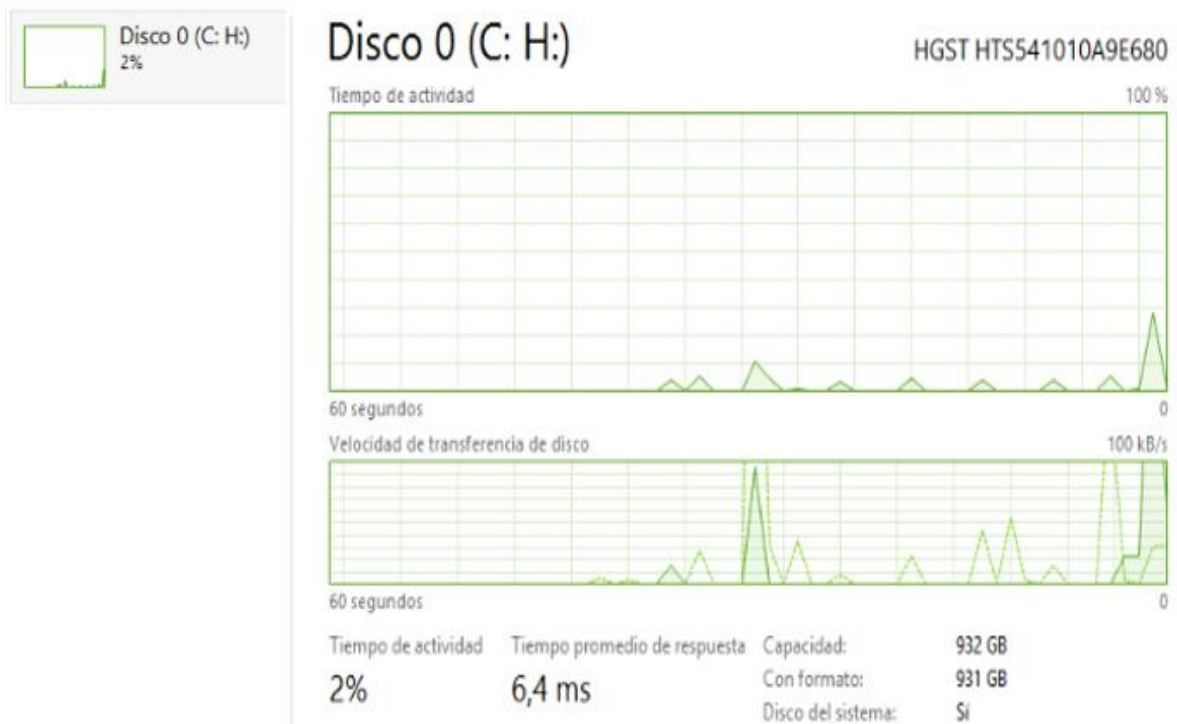 Disco 0 (C: H:)
2%
Disco 0 (C: H:)
HGST HTS541010A9E680
Tiempo de actividad
100 %
60 segundos
0
Velocidad de transferencia de disco
100 kB/s
60 segundos
0
Tiempo de actividad
2%
Tiempo promedio de respuesta
6,4 ms
Capacidad: 932 GB
Con formato: 931 GB
Disco del sistema: Sí